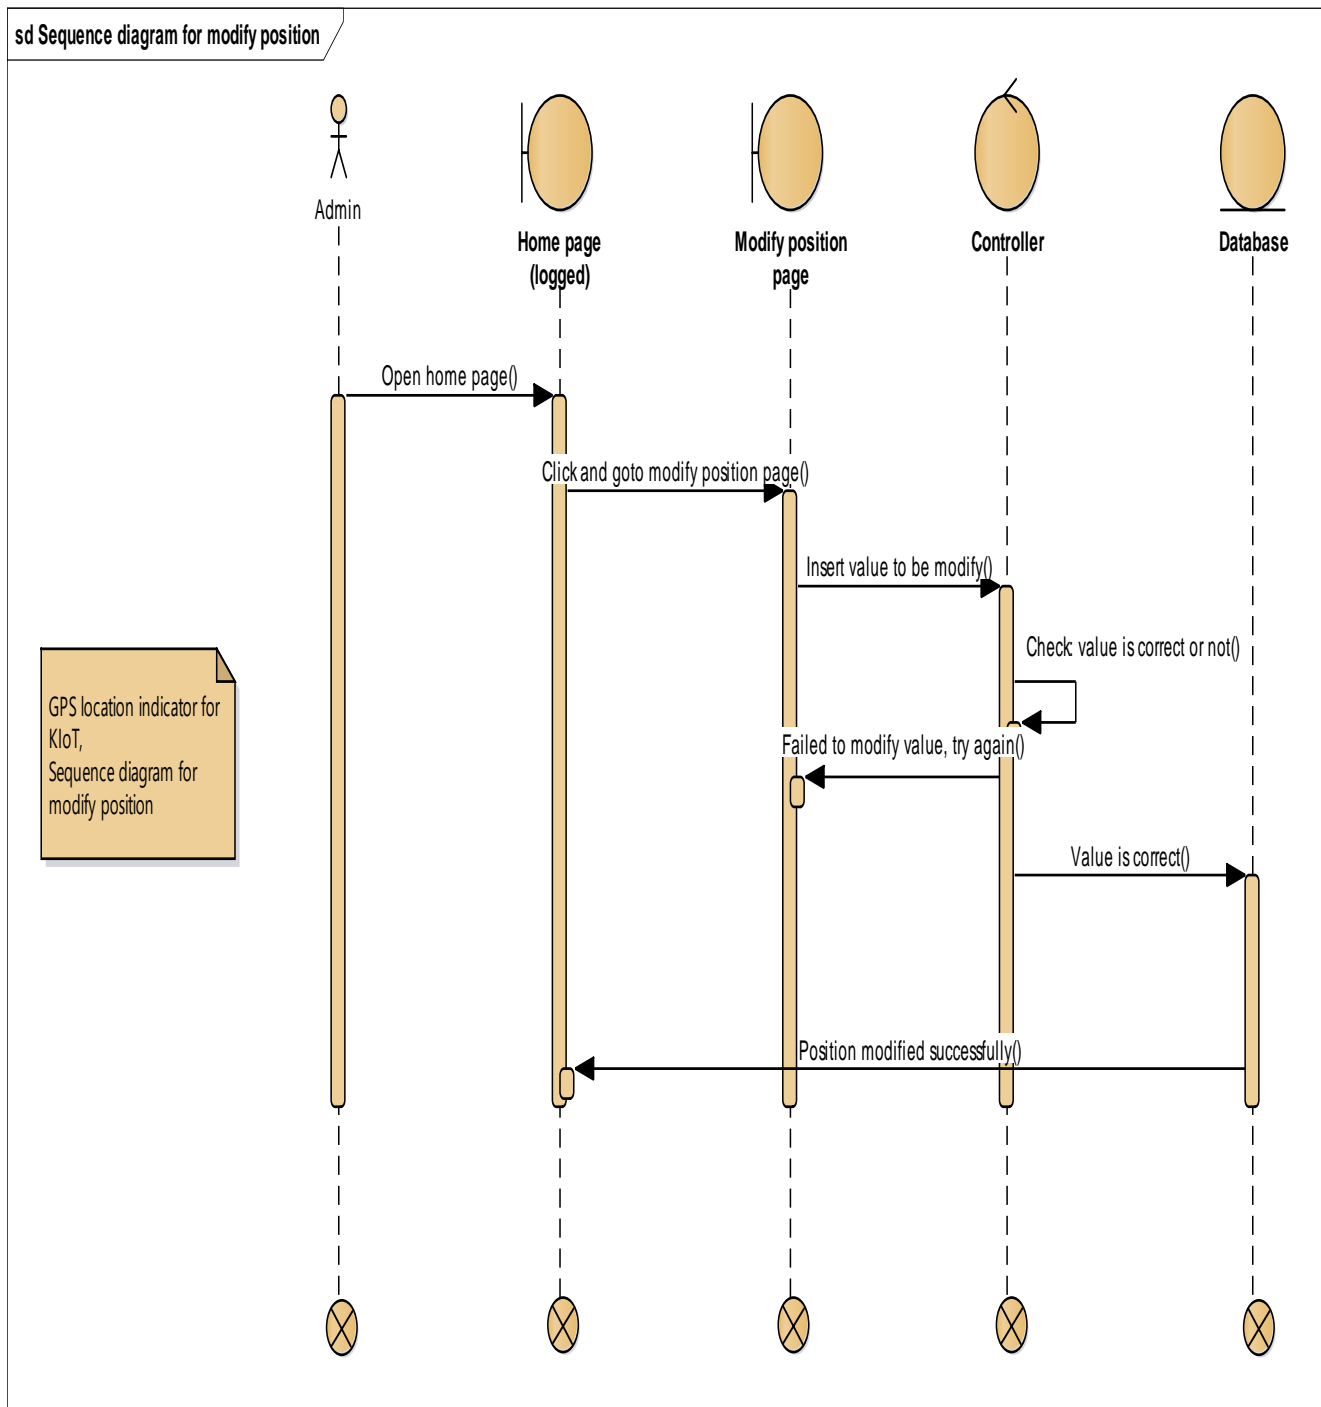 sd Sequence diagram for modify position
Admin
Home page
(logged)
Modify position
page
Controller
Database
Open home page()
Click and goto modify position page()
Insert value to be modify()
Check: value is correct or not()
GPS location indicator for
KIoT,
Sequence diagram for
modify position
Failed to modify value, try again()
Value is correct()
Position modified successfully()